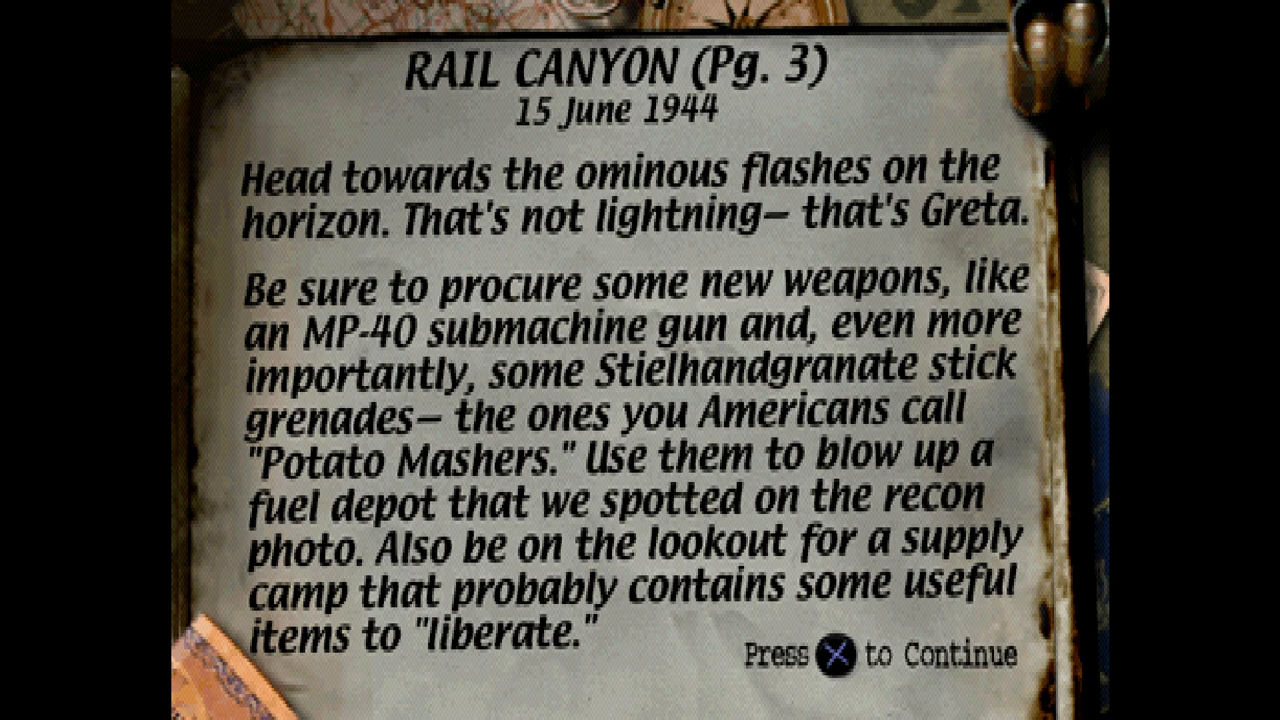 RAIL CANYON (Pg. 3)
15 June 1944
Head towards the ominous flashes on the
horizon. That's not lightning— that's Greta.
Be sure to procure some new weapons, like
an MP-40 submachine gun and, even more
importantly, some Stielhandgranate stick
grenades— the ones you Americans call
"Potato Mashers." Use them to blow up a
fuel depot that we spotted on the recon
photo. Also be on the lookout for a supply
camp that probably contains some useful
items to "liberate."
Press X to Continue